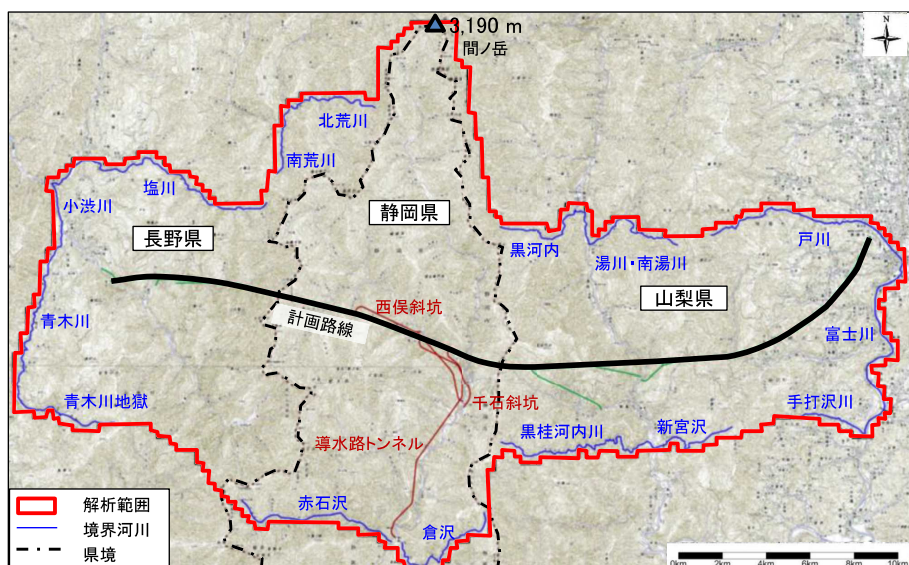 3,190 m
間ノ岳
N
北荒川
南荒川
塩川
小渋川
静岡県
長野県
黒河内
湯川・南湯川
戸川
山梨県
西俣斜坑
計画路線
青木川
富士川
千石斜坑
青木川地獄
手打沢川
新宮沢
黒桂河内川
導水路トンネル
赤石沢
倉沢
解析範囲
境界河川
県境
0km 2km 4km 6km 8km 10km